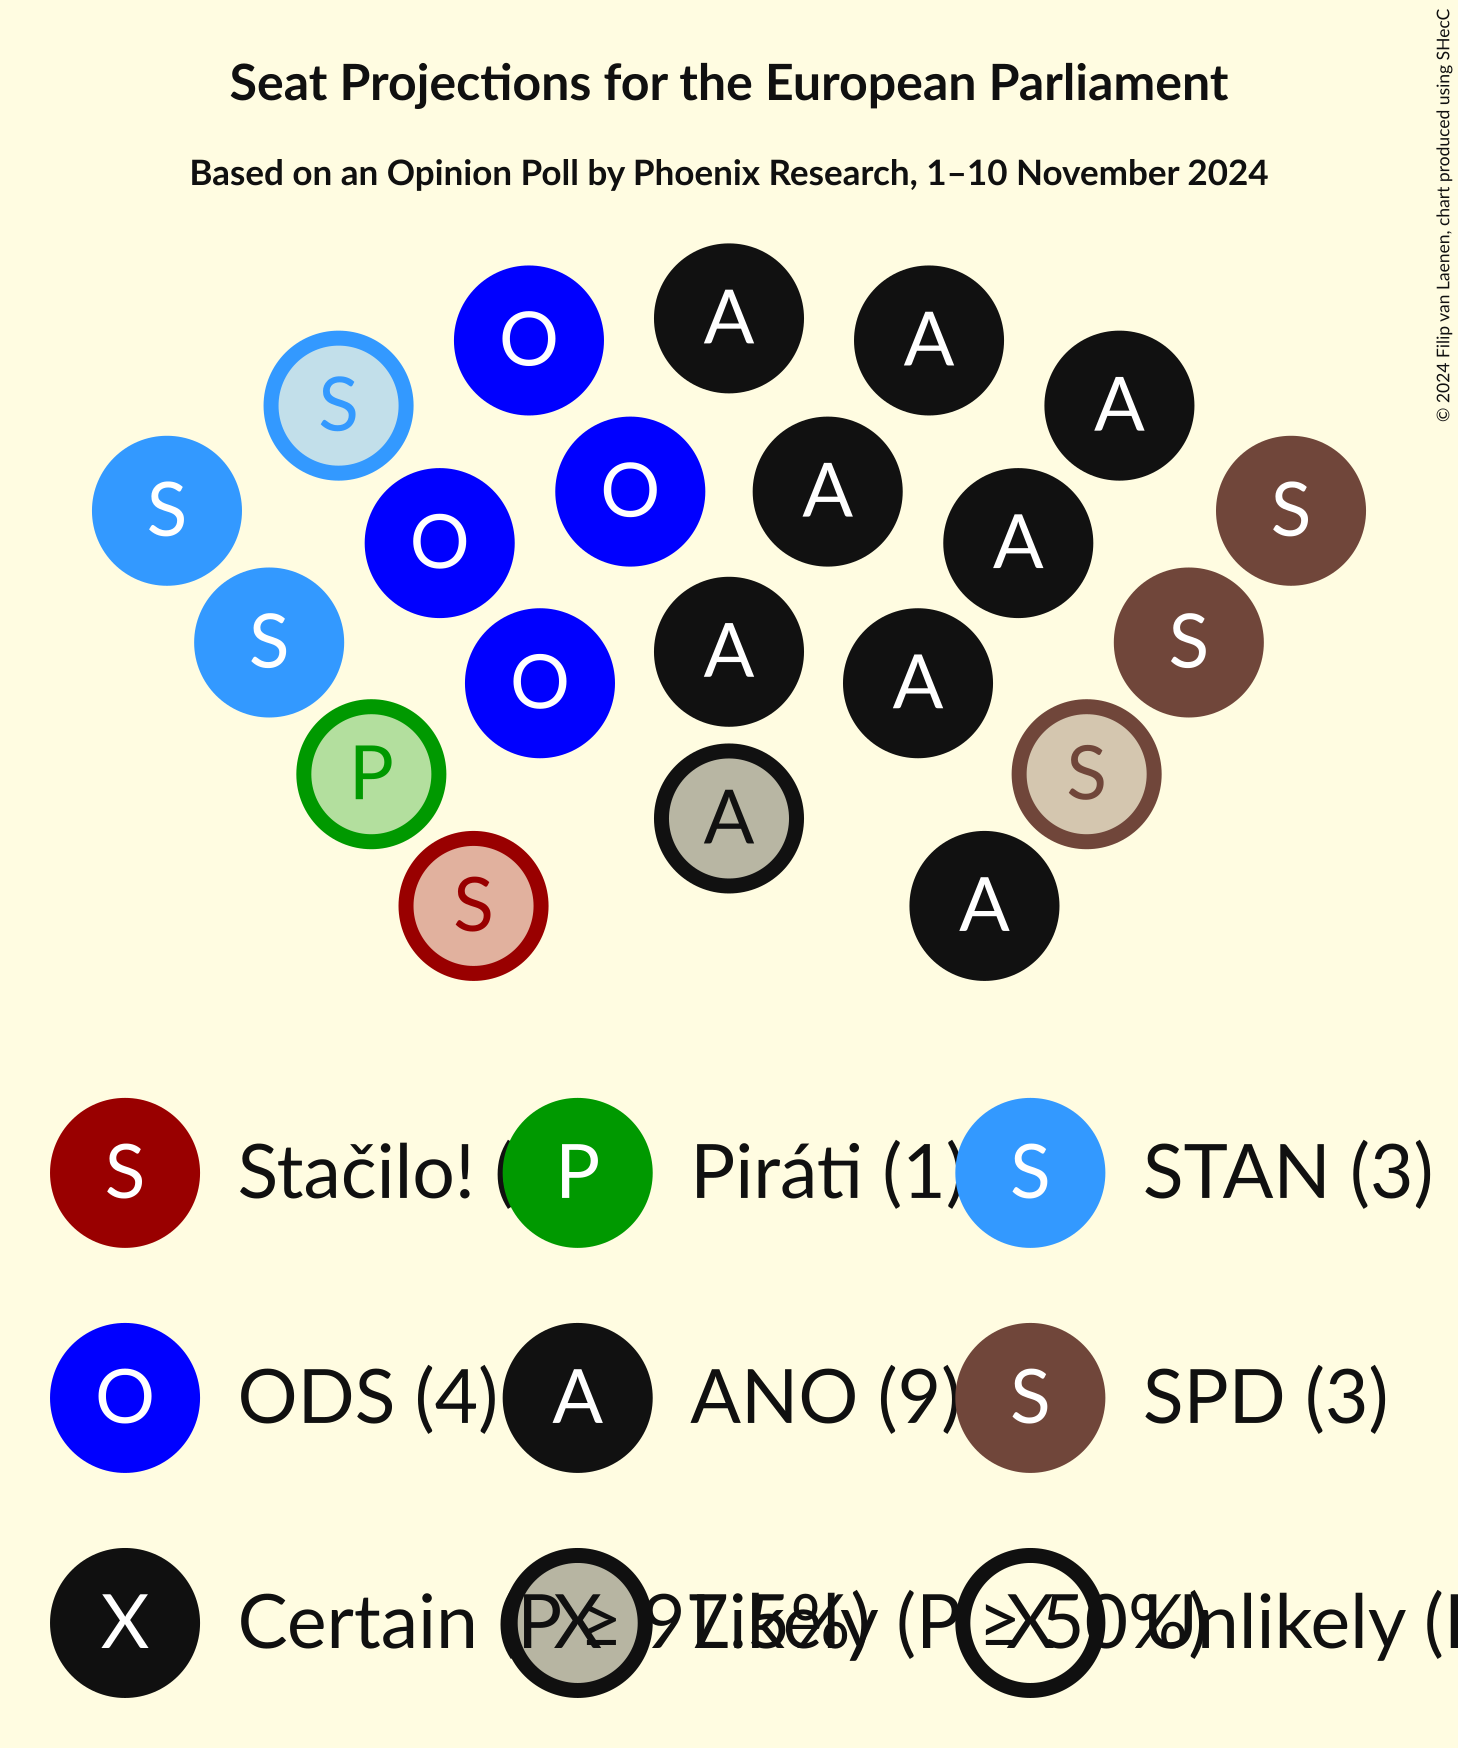 Seat Projections for the European Parliament
Based on an Opinion Poll by Phoenix Research, 1–10 November 2024
© 2024 Filip van Laenen, chart produced using SHecC
A
O A
S A
S O A S
S O A A S
O A A
P A S
S A
S Stačilo! ( P Piráti (1) S STAN (3)
O ODS (4) A ANO (9) S SPD (3)
X Certain (P ≥ 97.5%) X Likely (P ≥ 50%) X Unlikely (